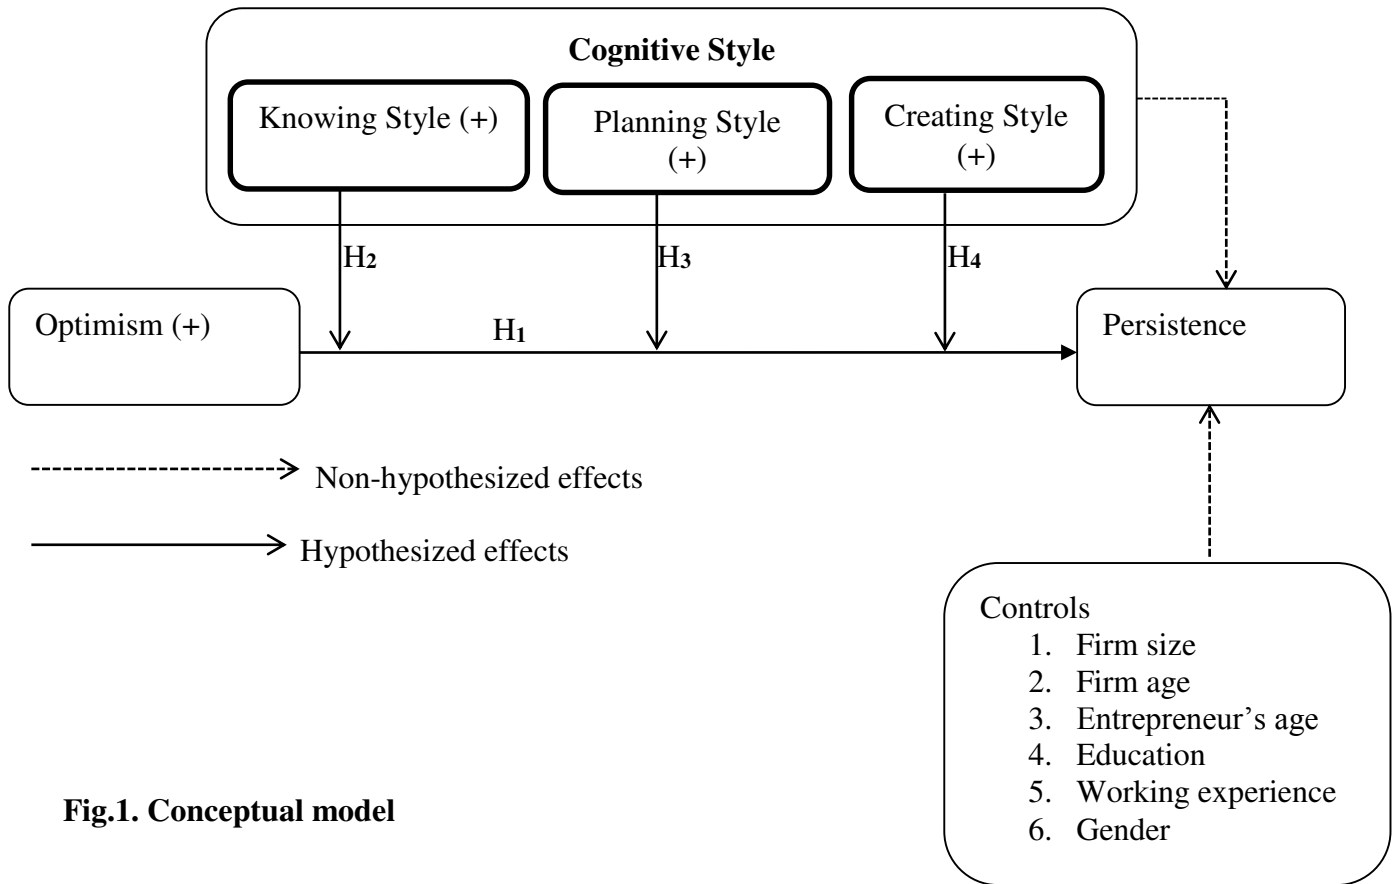 Cognitive Style
Knowing Style (+)
Planning Style
(+)
Creating Style
(+)
H2
H3
H4
Optimism (+)
H1
Persistence
Non-hypothesized effects
Hypothesized effects
Controls
1. Firm size
2. Firm age
3. Entrepreneur’s age
4. Education
5. Working experience
6. Gender
Fig.1. Conceptual model